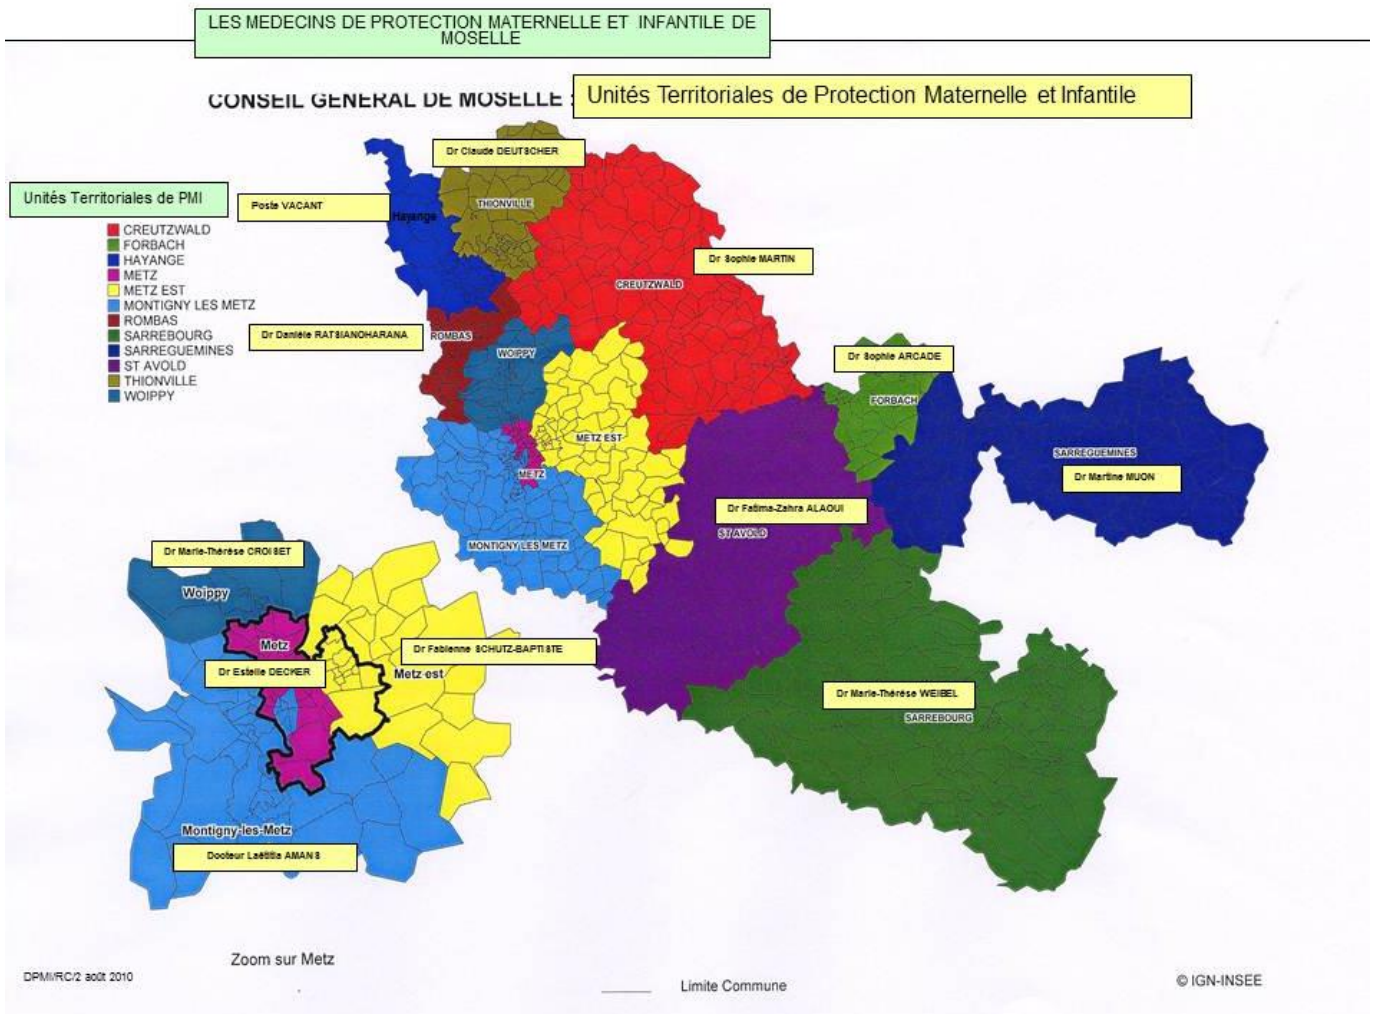 LES MEDECINS DE PROTECTION MATERNELLE ET INFANTILE DE
MOSELLE
CONSEIL GENERAL DE MOSELLE :
Unités Territoriales de Protection Maternelle et Infantile
Dr Claude DEUTSCHER
Unités Territoriales de PMI
Poste VACANT
Hayange
THIONVILLE
CREUTZWALD
FORBACH
HAYANGE
METZ
METZ EST
MONTIGNY LES METZ
ROMBAS
SARREBOURG
SARREGUEMINES
ST AVOLD
THIONVILLE
WOIPPY
Dr Sophie MARTIN
CREUTZWALD
Dr Danièle RATSIANOHARANA
ROMBAS
WOIPPY
Dr Sophie ARCADE
FORBACH
METZ EST
METZ
SARREGUEMINES
Dr Martine MUON
Dr Fatima-Zahra ALAOUI
ST AVOLD
MONTIGNY LES METZ
Dr Marie-Thérèse CROISET
Woippy
Metz
Dr Fabienne SCHUTZ-BAPTISTE
Dr Estelle DECKER
Metz est
Dr Marie-Thérèse WEIBEL
SARREBOURG
Montigny-les-Metz
Docteur Laëtitia AMANS
Zoom sur Metz
DPMI/RC/2 août 2010
Limite Commune
© IGN-INSEE